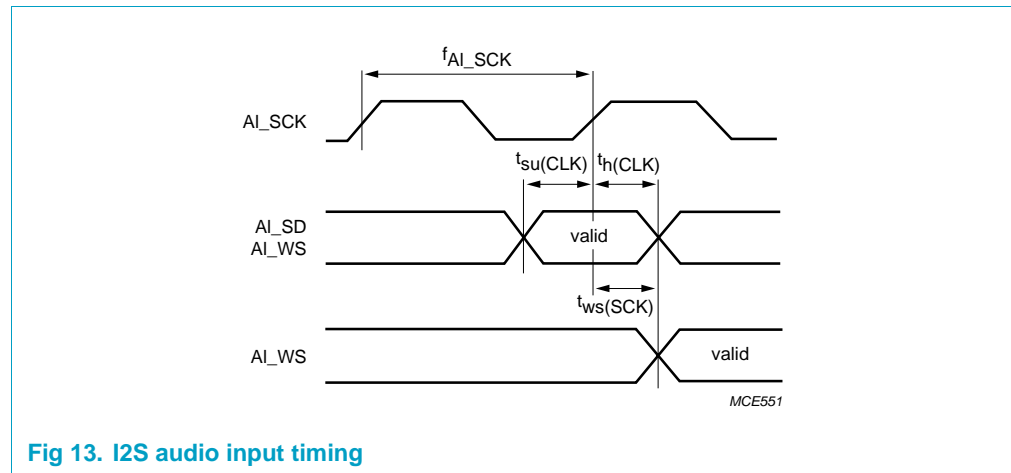 fAI_SCK
AI_SCK
tsu(CLK) th(CLK)
AI_SD
AI_WS
valid
tws(SCK)
AI_WS
valid
MCE551
Fig 13. I2S audio input timing